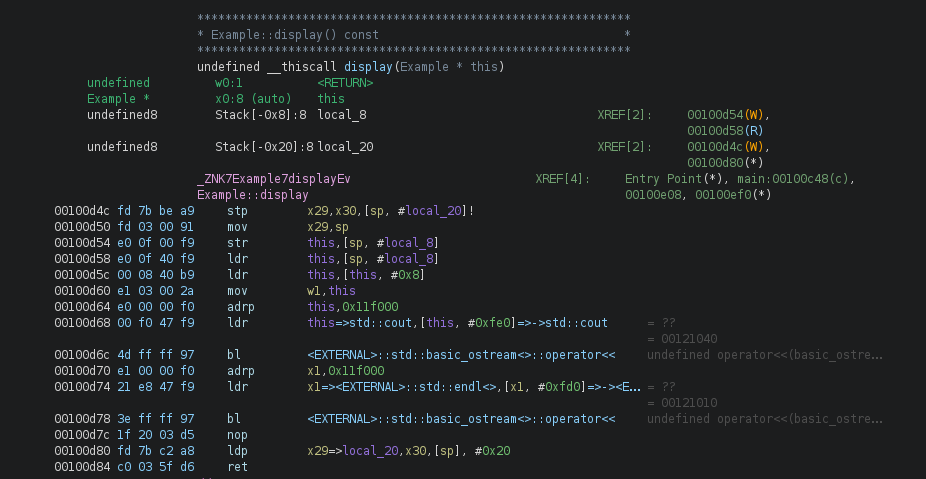 *************************************************************
* Example::display() const                                  *
*************************************************************
undefined __thiscall display(Example * this)
undefined w0:1 <RETURN>
Example * x0:8 (auto) this
undefined8 Stack[-0x8]:8 local_8 XREF[2]: 00100d54(W),
00100d58(R)
undefined8 Stack[-0x20]:8 local_20 XREF[2]: 00100d4c(W),
00100d80(*)
_ZNK7Example7displayEv XREF[4]: Entry Point(*), main:00100c48(c),
Example::display 00100e08, 00100ef0(*)
00100d4c fd 7b be a9 stp x29,x30,[sp, #local_20]!
00100d50 fd 03 00 91 mov x29,sp
00100d54 e0 0f 00 f9 str this,[sp, #local_8]
00100d58 e0 0f 40 f9 ldr this,[sp, #local_8]
00100d5c 00 08 40 b9 ldr this,[this, #0x8]
00100d60 e1 03 00 2a mov w1,this
00100d64 e0 00 00 f0 adrp this,0x11f000
00100d68 00 f0 47 f9 ldr this=>std::cout,[this, #0xfe0]=>->std::cout = ??
= 00121040
00100d6c 4d ff ff 97 bl <EXTERNAL>::std::basic_ostream<>::operator<< undefined operator<<(basic_ostre...
00100d70 e1 00 00 f0 adrp x1,0x11f000
00100d74 21 e8 47 f9 ldr x1=><EXTERNAL>::std::endl<>,[x1, #0xfd0]=>-><E... = ??
= 00121010
00100d78 3e ff ff 97 bl <EXTERNAL>::std::basic_ostream<>::operator<< undefined operator<<(basic_ostre...
00100d7c 1f 20 03 d5 nop
00100d80 fd 7b c2 a8 ldp x29=>local_20,x30,[sp], #0x20
00100d84 c0 03 5f d6 ret